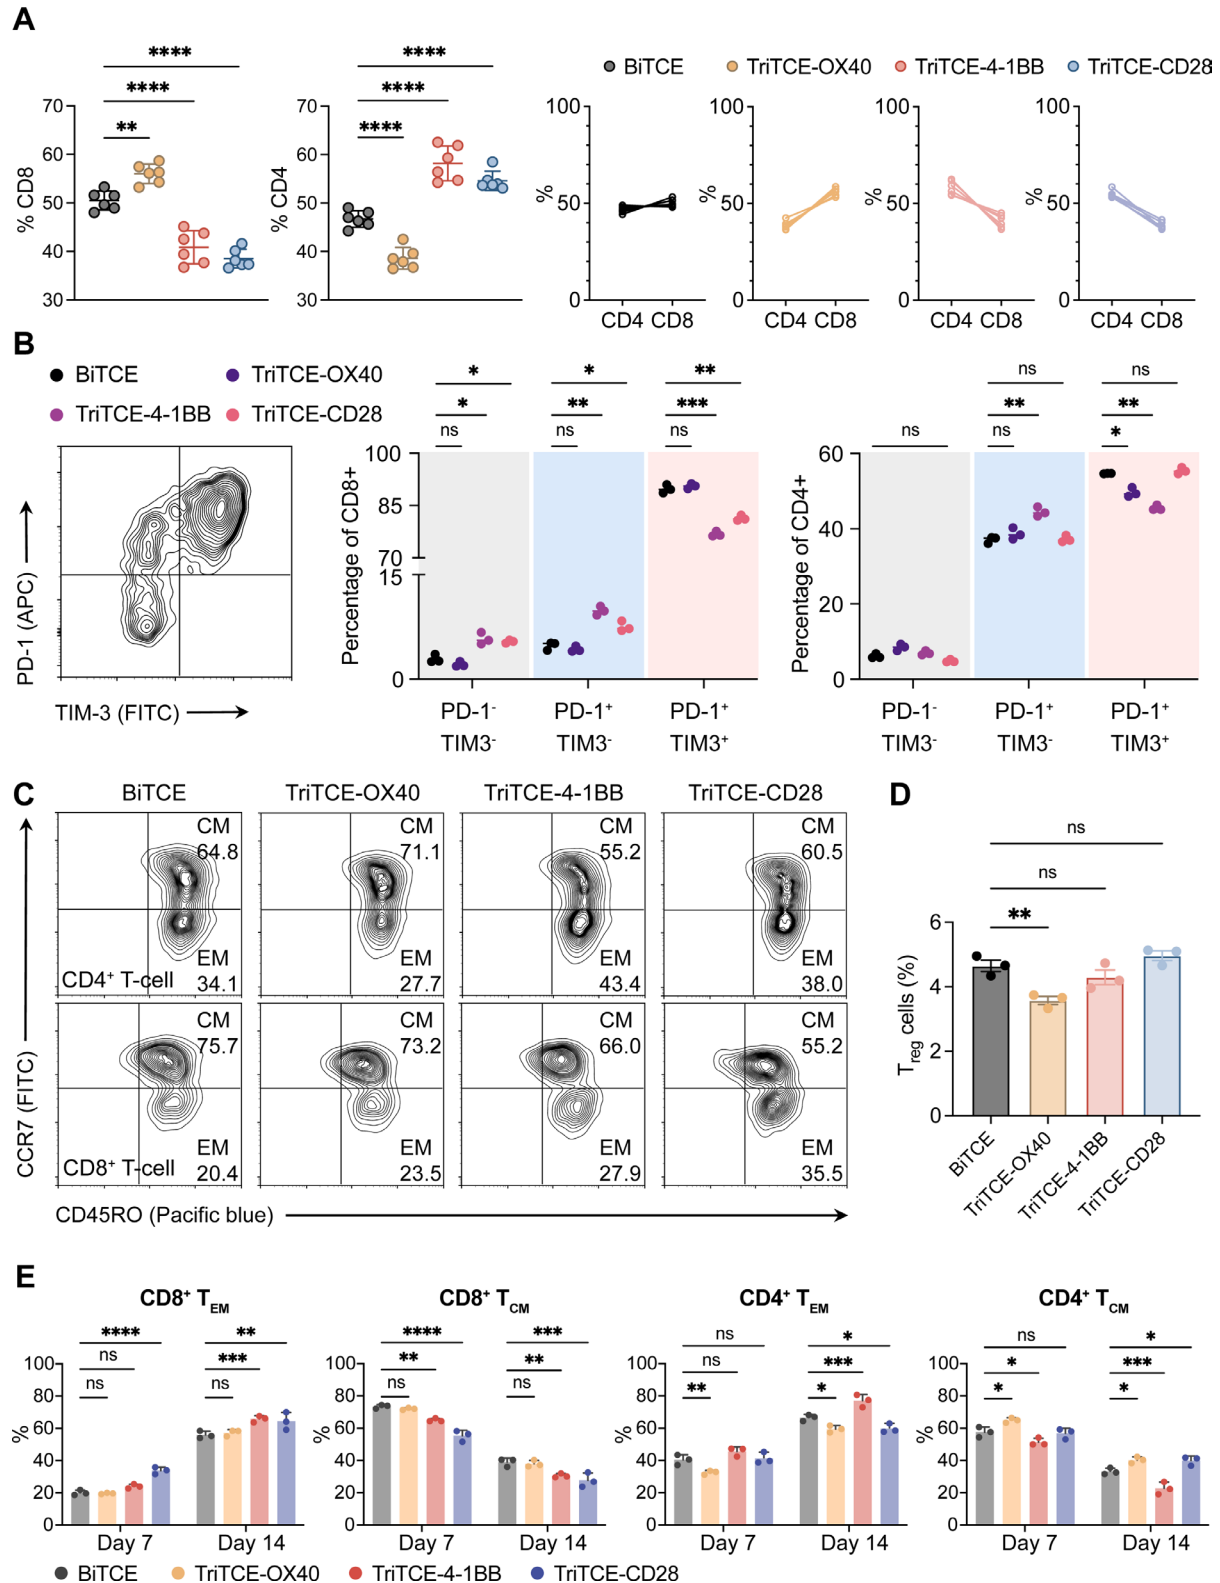 A
BiTCE TriTCE-OX40 TriTCE-4-1BB TriTCE-CD28
**** **** **
70
60
50
40
30
% CD8
**** **** ****
70
60
50
40
30
% CD4
100
50
0
%
CD4 CD8
100
50
0
%
CD4 CD8
100
50
0
%
CD4 CD8
100
50
0
%
CD4 CD8
B
BiTCE TriTCE-OX40
TriTCE-4-1BB TriTCE-CD28
PD-1 (APC)
TIM-3 (FITC)
* * **
* ** ***
ns ns ns
100
85
70
15
0
Percentage of CD8+
PD-1- PD-1+ PD-1+
TIM3- TIM3- TIM3+
ns ns
ns ** **
ns *
60
40
20
0
Percentage of CD4+
PD-1- PD-1+ PD-1+
TIM3- TIM3- TIM3+
C
BiTCE TriTCE-OX40 TriTCE-4-1BB TriTCE-CD28
CM CM CM CM
64.8 71.1 55.2 60.5
EM EM EM EM
CD4+ T-cell 34.1 27.7 43.4 38.0
CM CM CM CM
75.7 73.2 66.0 55.2
EM EM EM EM
CD8+ T-cell 20.4 23.5 27.9 35.5
CCR7 (FITC)
CD45RO (Pacific blue)
D
ns
ns
**
6
4
2
0
Treg cells (%)
BiTCE
TriTCE-OX40
TriTCE-4-1BB
TriTCE-CD28
E
CD8+ TEM
**** **
ns ***
ns ns
100
80
60
40
20
0
%
Day 7 Day 14
CD8+ TCM
**** ***
** **
ns ns
100
80
60
40
20
0
%
Day 7 Day 14
CD4+ TEM
ns *
ns ***
** *
100
80
60
40
20
0
%
Day 7 Day 14
CD4+ TCM
ns *
* ***
* *
100
80
60
40
20
0
%
Day 7 Day 14
BiTCE TriTCE-OX40 TriTCE-4-1BB TriTCE-CD28